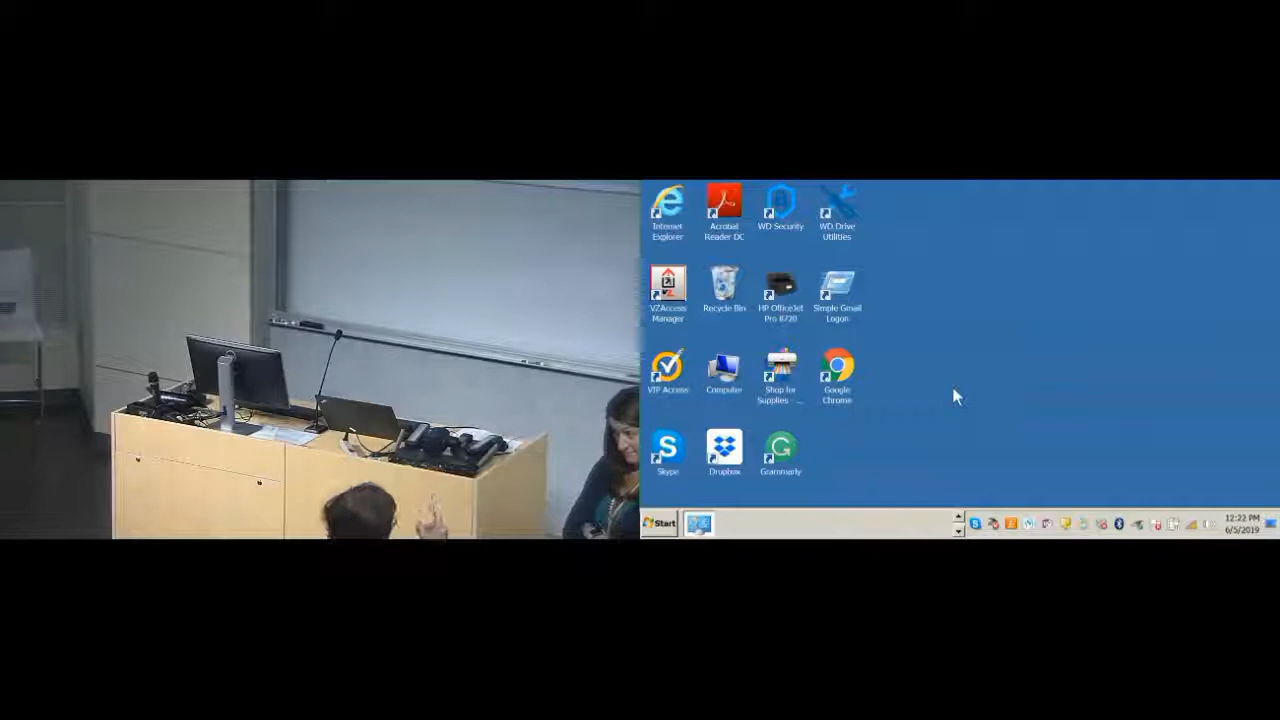 Internet
Explorer
Acrobat
Reader DC
WD Security
WD Drive
Utilities
VZAccess
Manager
Recycle Bin
HP OfficeJet
Pro 8720
Simple Gmail
Logon
VIP Access
Computer
Shop for
Supplies - ...
Google
Chrome
Skype
Dropbox
Grammarly
Start
12:22 PM
6/5/2019